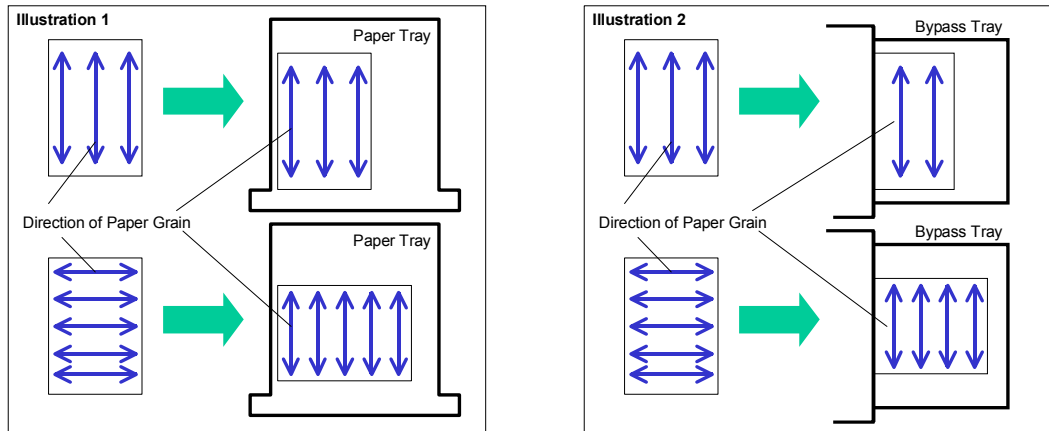 Illustration 1
Paper Tray
Direction of Paper Grain
Paper Tray
Illustration 2
Bypass Tray
Direction of Paper Grain
Bypass Tray